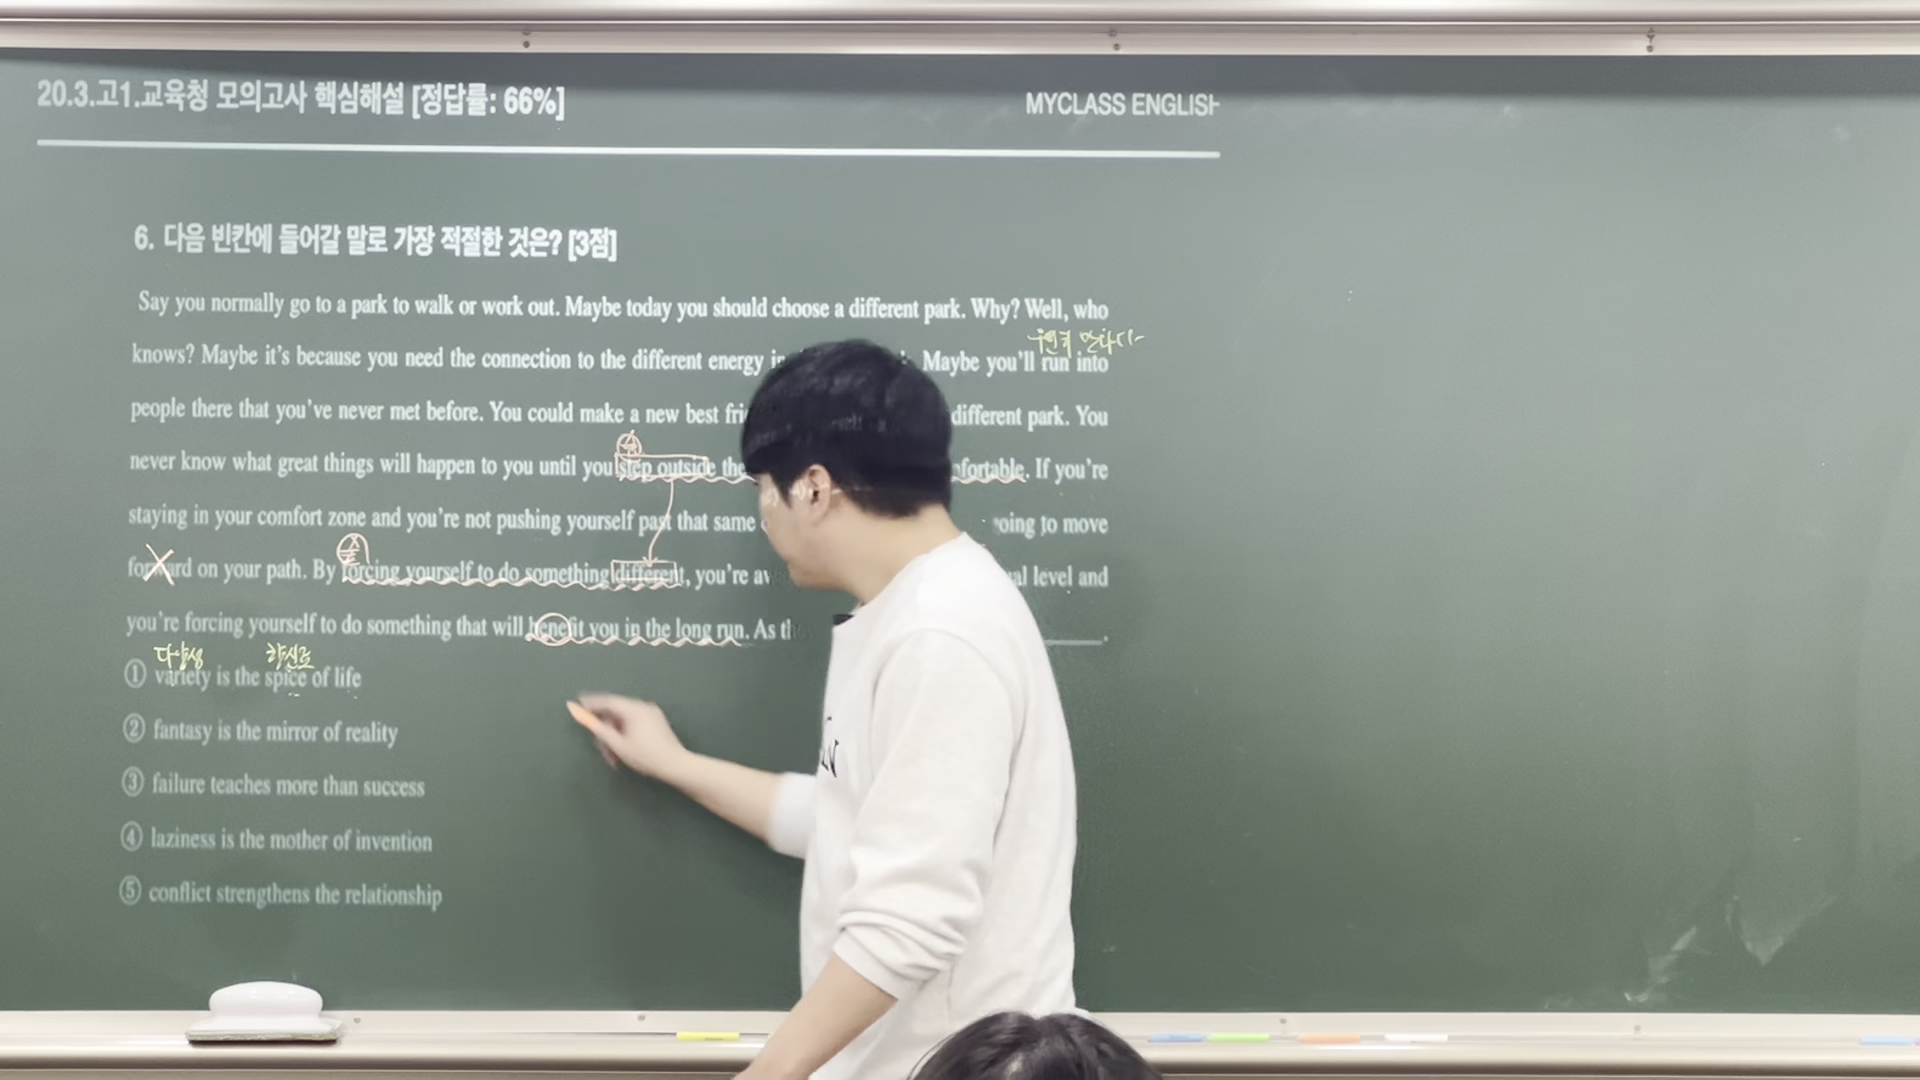 20.3.고1.교육청 모의고사 핵심해설 [정답률: 66%]
MYCLASS ENGLISH
6. 다음 빈칸에 들어갈 말로 가장 적절한 것은? [3점]
Say you normally go to a park to walk or work out. Maybe today you should choose a different park. Why? Well, who
우연히 만나다
knows? Maybe it's because you need the connection to the different energy in Maybe you'll run into
people there that you've never met before. You could make a new best different park. You
never know what great things will happen to you until you step outside the If you're
staying in your comfort zone and you're not pushing yourself past that same to move
forward on your path. By forcing yourself to do something different, you're level and
you're forcing yourself to do something that will benefit you in the long run. As
다양성 향신료
① variety is the spice of life
② fantasy is the mirror of reality
③ failure teaches more than success
④ laziness is the mother of invention
⑤ conflict strengthens the relationship